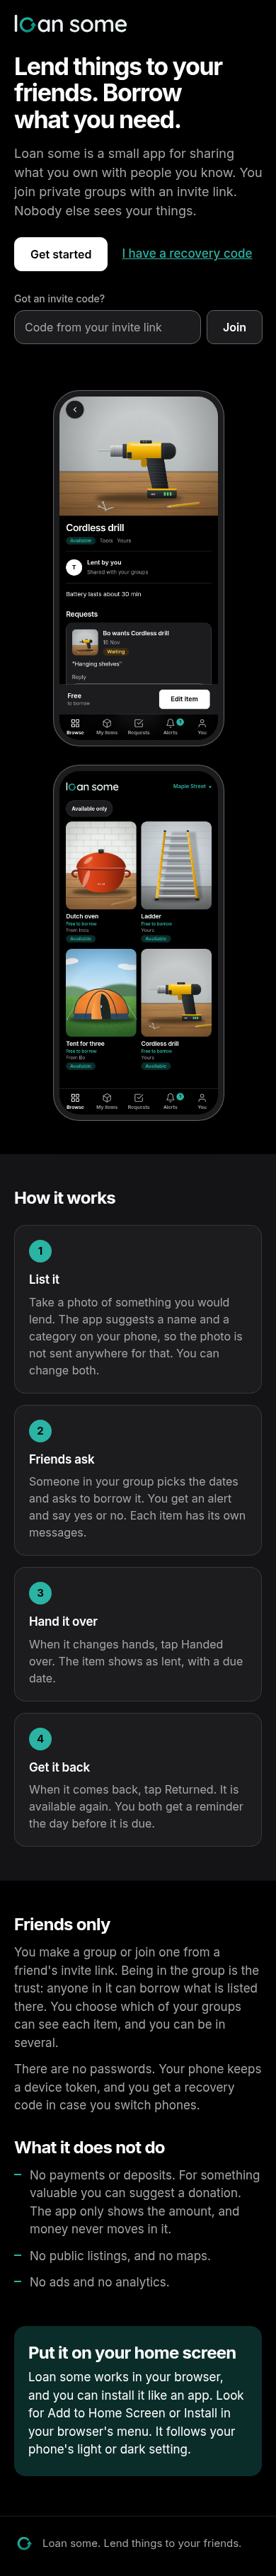 loan some
Lend things to your
friends. Borrow
what you need.
Loan some is a small app for sharing
what you own with people you know. You
join private groups with an invite link.
Nobody else sees your things.
Get started
I have a recovery code
Got an invite code?
Code from your invite link
Join
Cordless drill
Available Tools Yours
T
Lent by you
Shared with your groups
Battery lasts about 30 min
Requests
Bo wants Cordless drill
16 Nov
Waiting
"Hanging shelves"
Reply
Free
to borrow
Edit item
Browse My items Requests Alerts You
loan some
Maple Street
Available only
Dutch oven
Free to borrow
From Inco
Available
Ladder
Free to borrow
Yours
Available
Tent for three
Free to borrow
From Bo
Available
Cordless drill
Free to borrow
Yours
Available
Browse My items Requests Alerts You
How it works
1
List it
Take a photo of something you would
lend. The app suggests a name and a
category on your phone, so the photo is
not sent anywhere for that. You can
change both.
2
Friends ask
Someone in your group picks the dates
and asks to borrow it. You get an alert
and say yes or no. Each item has its own
messages.
3
Hand it over
When it changes hands, tap Handed
over. The item shows as lent, with a due
date.
4
Get it back
When it comes back, tap Returned. It is
available again. You both get a reminder
the day before it is due.
Friends only
You make a group or join one from a
friend's invite link. Being in the group is the
trust: anyone in it can borrow what is listed
there. You choose which of your groups
can see each item, and you can be in
several.
There are no passwords. Your phone keeps
a device token, and you get a recovery
code in case you switch phones.
What it does not do
No payments or deposits. For something
valuable you can suggest a donation.
The app only shows the amount, and
money never moves in it.
No public listings, and no maps.
No ads and no analytics.
Put it on your home screen
Loan some works in your browser,
and you can install it like an app. Look
for Add to Home Screen or Install in
your browser's menu. It follows your
phone's light or dark setting.
Loan some. Lend things to your friends.